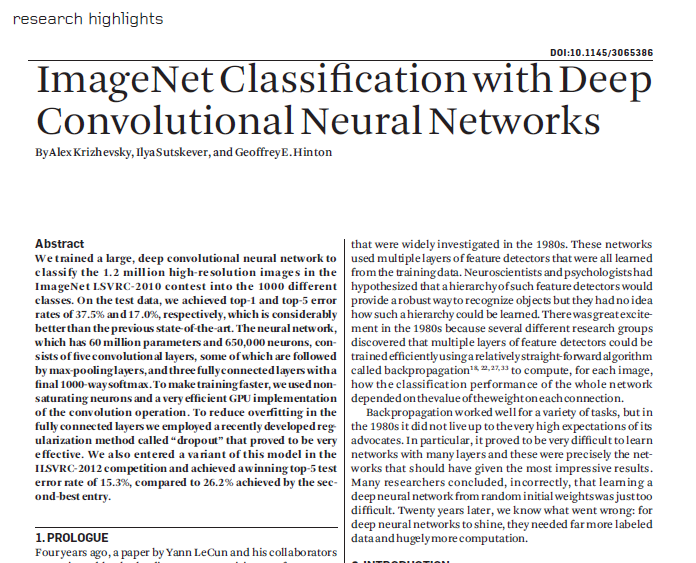 research highlights
DOI:10.1145/3065386
ImageNet Classification with Deep
Convolutional Neural Networks
By Alex Krizhevsky, Ilya Sutskever, and Geoffrey E. Hinton
Abstract
We trained a large, deep convolutional neural network to
classify the 1.2 million high-resolution images in the
ImageNet LSVRC-2010 contest into the 1000 different
classes. On the test data, we achieved top-1 and top-5 error
rates of 37.5% and 17.0%, respectively, which is considerably
better than the previous state-of-the-art. The neural network,
which has 60 million parameters and 650,000 neurons, con-
sists of five convolutional layers, some of which are followed
by max-pooling layers, and three fully connected layers with a
final 1000-way softmax. To make training faster, we used non-
saturating neurons and a very efficient GPU implementation
of the convolution operation. To reduce overfitting in the
fully connected layers we employed a recently developed reg-
ularization method called “dropout” that proved to be very
effective. We also entered a variant of this model in the
ILSVRC-2012 competition and achieved a winning top-5 test
error rate of 15.3%, compared to 26.2% achieved by the sec-
ond-best entry.
1. PROLOGUE
Four years ago, a paper by Yann LeCun and his collaborators
that were widely investigated in the 1980s. These networks
used multiple layers of feature detectors that were all learned
from the training data. Neuroscientists and psychologists had
hypothesized that a hierarchy of such feature detectors would
provide a robust way to recognize objects but they had no idea
how such a hierarchy could be learned. There was great excite-
ment in the 1980s because several different research groups
discovered that multiple layers of feature detectors could be
trained efficiently using a relatively straight-forward algorithm
called backpropagation18, 22, 27, 33 to compute, for each image,
how the classification performance of the whole network
depended on the value of the weight on each connection.
Backpropagation worked well for a variety of tasks, but in
the 1980s it did not live up to the very high expectations of its
advocates. In particular, it proved to be very difficult to learn
networks with many layers and these were precisely the net-
works that should have given the most impressive results.
Many researchers concluded, incorrectly, that learning a
deep neural network from random initial weights was just too
difficult. Twenty years later, we know what went wrong: for
deep neural networks to shine, they needed far more labeled
data and hugely more computation.